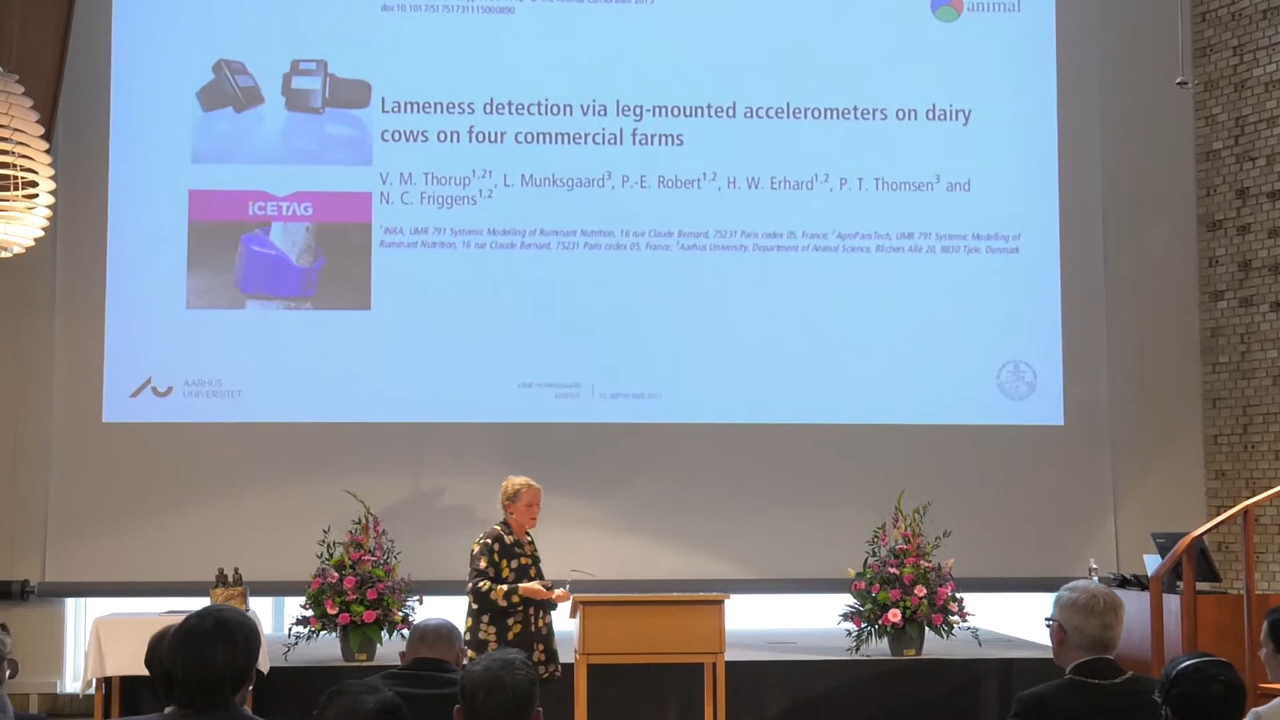 doi:10.1017/S1751731115000890
animal
Lameness detection via leg-mounted accelerometers on dairy
cows on four commercial farms
V. M. Thorup1,2†, L. Munksgaard3, P.-E. Robert1,2, H. W. Erhard1,2, P. T. Thomsen3 and
N. C. Friggens1,2
iCETAG
1INRA, UMR 791 Systemic Modelling of Ruminant Nutrition, 16 rue Claude Bernard, 75231 Paris cedex 05, France; 2AgroParisTech, UMR 791 Systemic Modelling of
Ruminant Nutrition, 16 rue Claude Bernard, 75231 Paris cedex 05, France; 3Aarhus University, Department of Animal Science, Blichers Allé 20, 8830 Tjele, Denmark
AARHUS
UNIVERSITET
15. SEPTEMBER 2017